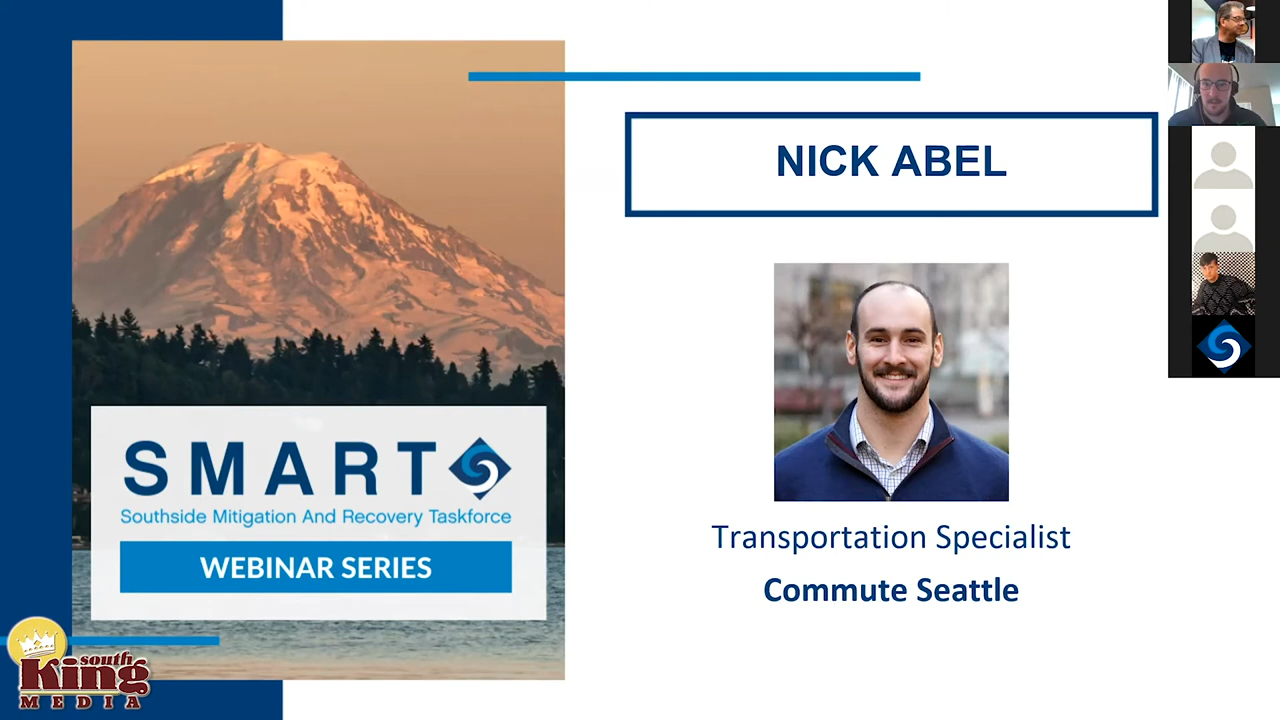 NICK ABEL
SMART
Southside Mitigation And Recovery Taskforce
WEBINAR SERIES
Transportation Specialist
Commute Seattle
south
King
MEDIA